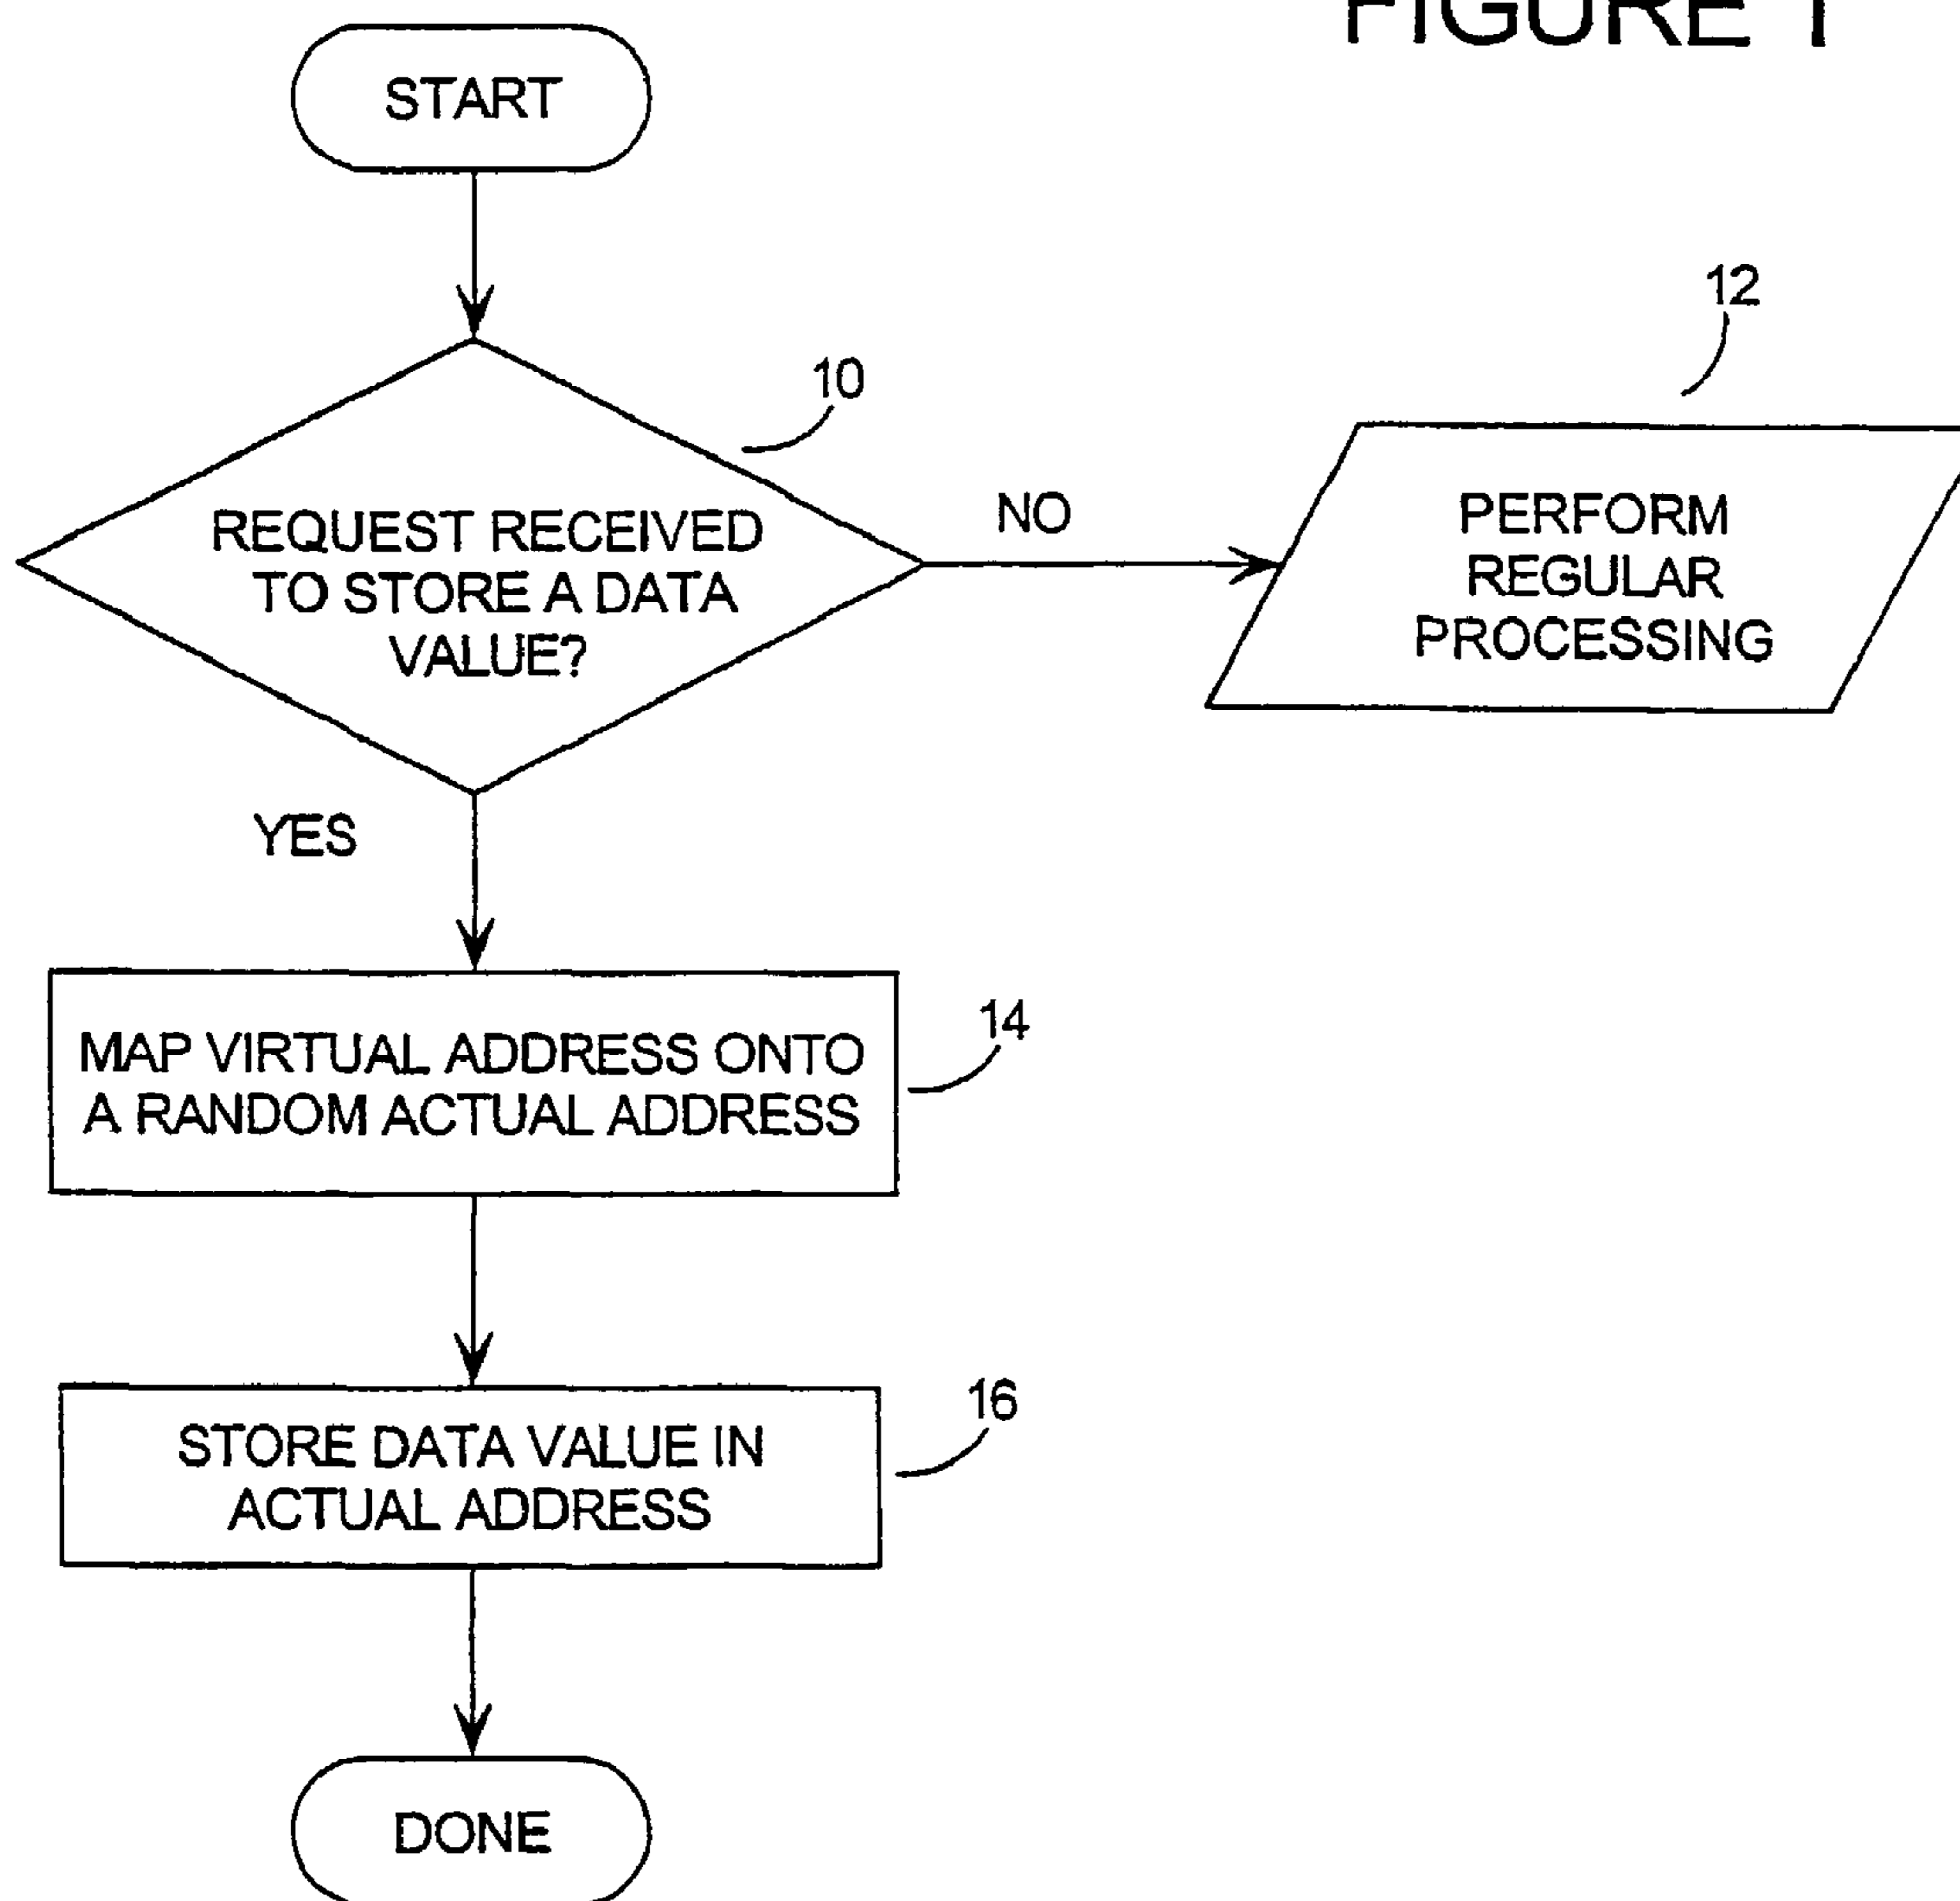 FIGURE 1
START
10
12
REQUEST RECEIVED
TO STORE A DATA
VALUE?
NO
PERFORM
REGULAR
PROCESSING
YES
MAP VIRTUAL ADDRESS ONTO
A RANDOM ACTUAL ADDRESS
14
STORE DATA VALUE IN
ACTUAL ADDRESS
16
DONE